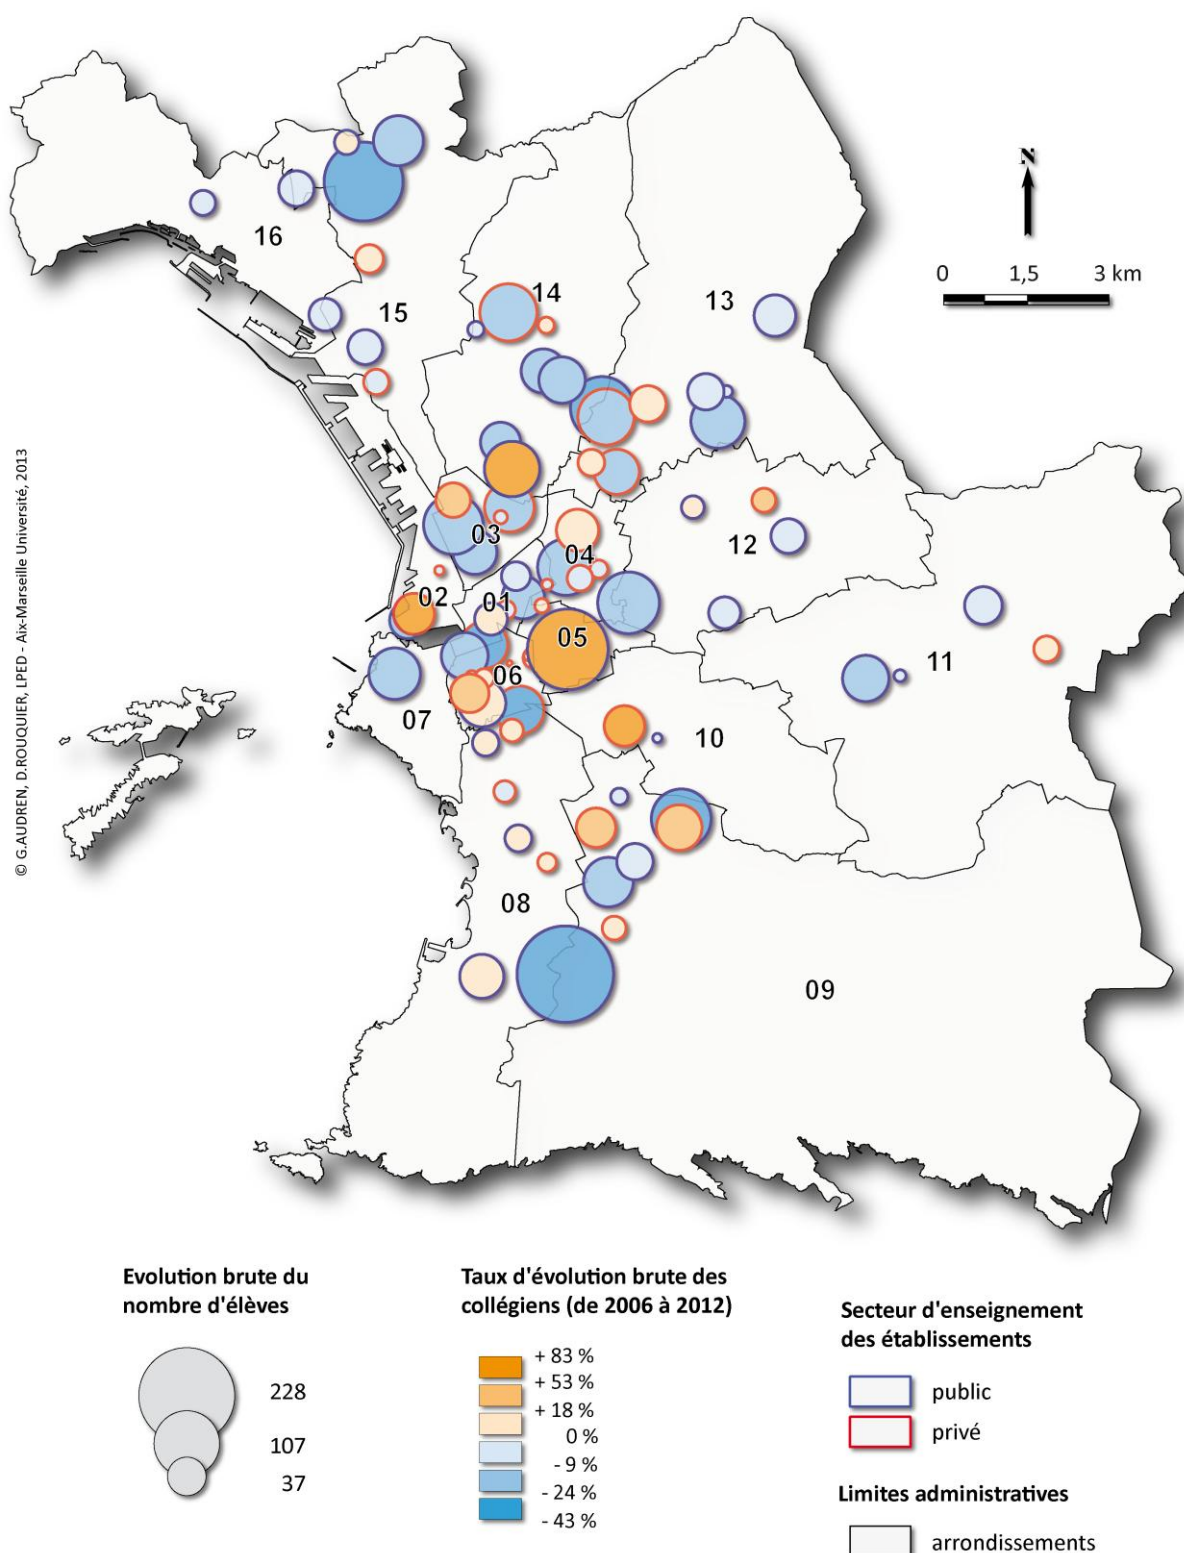 N
0 1,5 3 km
16
15
14
13
12
11
10
09
08
07
06
05
04
03
02
01
© G.AUDREN, D.ROUQUIER, LPED - Aix-Marseille Université, 2013
Evolution brute du
nombre d'élèves
228
107
37
Taux d'évolution brute des
collégiens (de 2006 à 2012)
+ 83 %
+ 53 %
+ 18 %
0 %
- 9 %
- 24 %
- 43 %
Secteur d'enseignement
des établissements
public
privé
Limites administratives
arrondissements